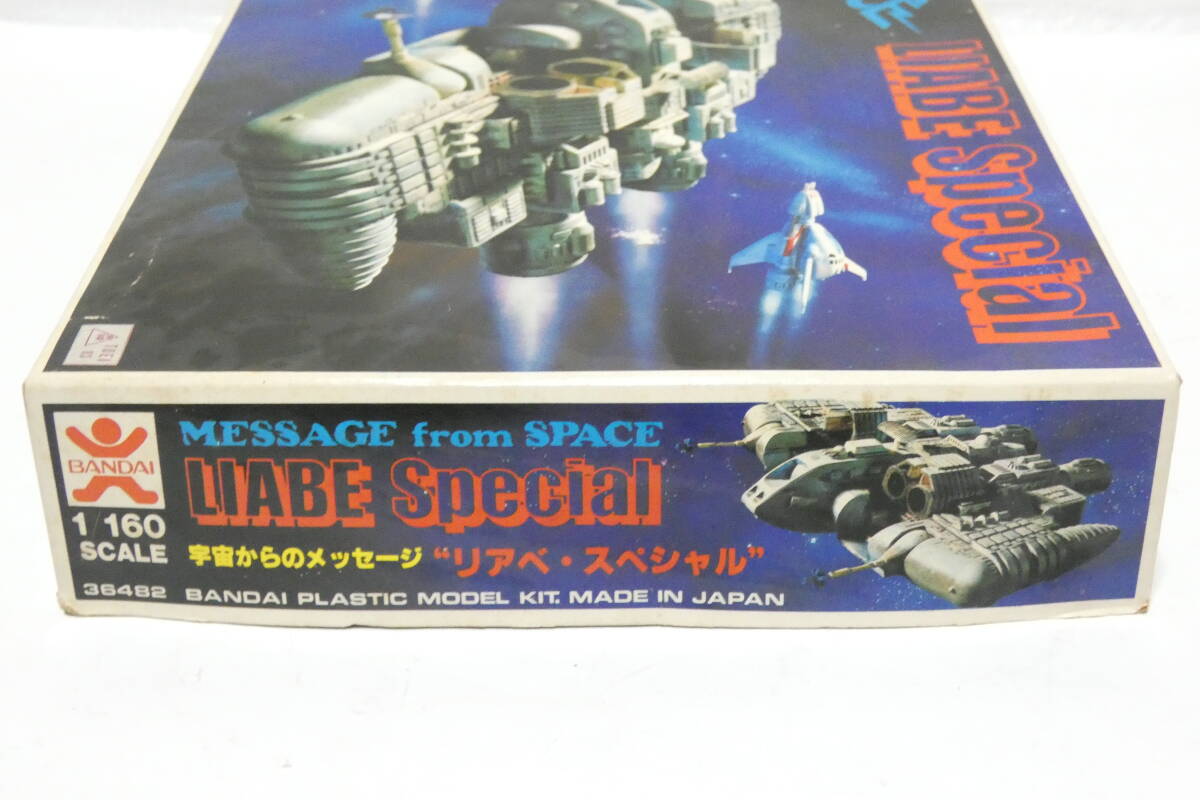 LIABE Special
BANDAI
1/160
SCALE
36482
MESSAGE from SPACE
LIABE Special
宇宙からのメッセージ “リアベ・スペシャル”
BANDAI PLASTIC MODEL KIT. MADE IN JAPAN